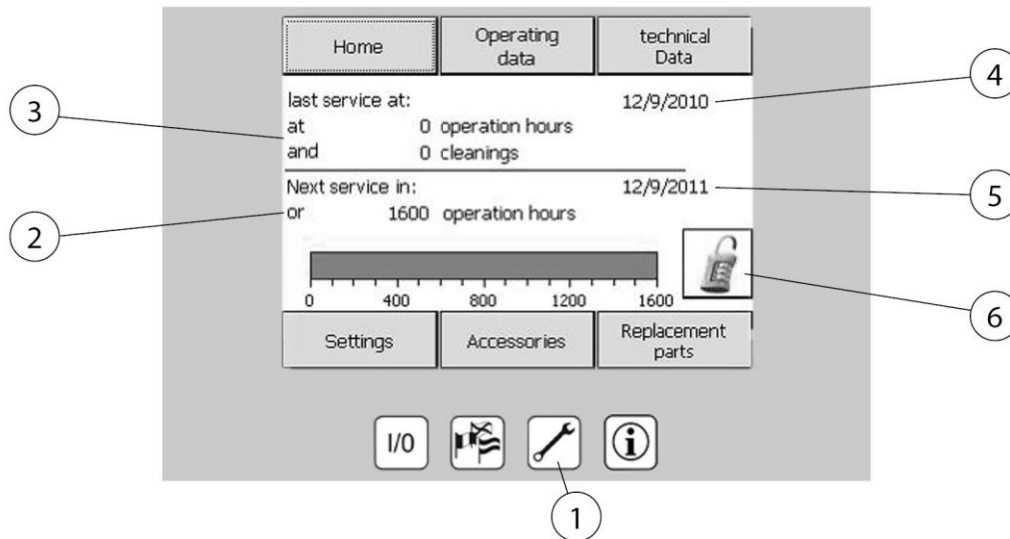 Home
Operating
data
technical
Data
last service at:
12/9/2010
at 0 operation hours
and 0 cleanings
Next service in:
12/9/2011
or 1600 operation hours
0 400 800 1200 1600
Settings
Accessories
Replacement
parts
I/0
i
1
2
3
4
5
6